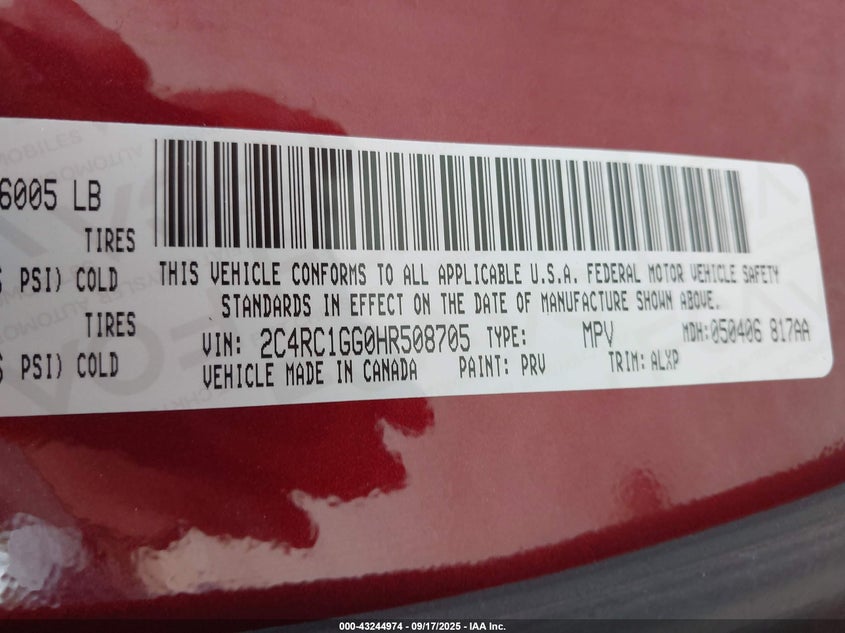 6005 LB
TIRES
PSI) COLD
TIRES
PSI) COLD
THIS VEHICLE CONFORMS TO ALL APPLICABLE U.S.A. FEDERAL MOTOR VEHICLE SAFETY
STANDARDS IN EFFECT ON THE DATE OF MANUFACTURE SHOWN ABOVE.
VIN: 2C4RC1GG0HR508705 TYPE: MPV MDH:050406 817AA
VEHICLE MADE IN CANADA PAINT: PRV TRIM: ALXP
000-43244974 - 09/17/2025 - IAA Inc.